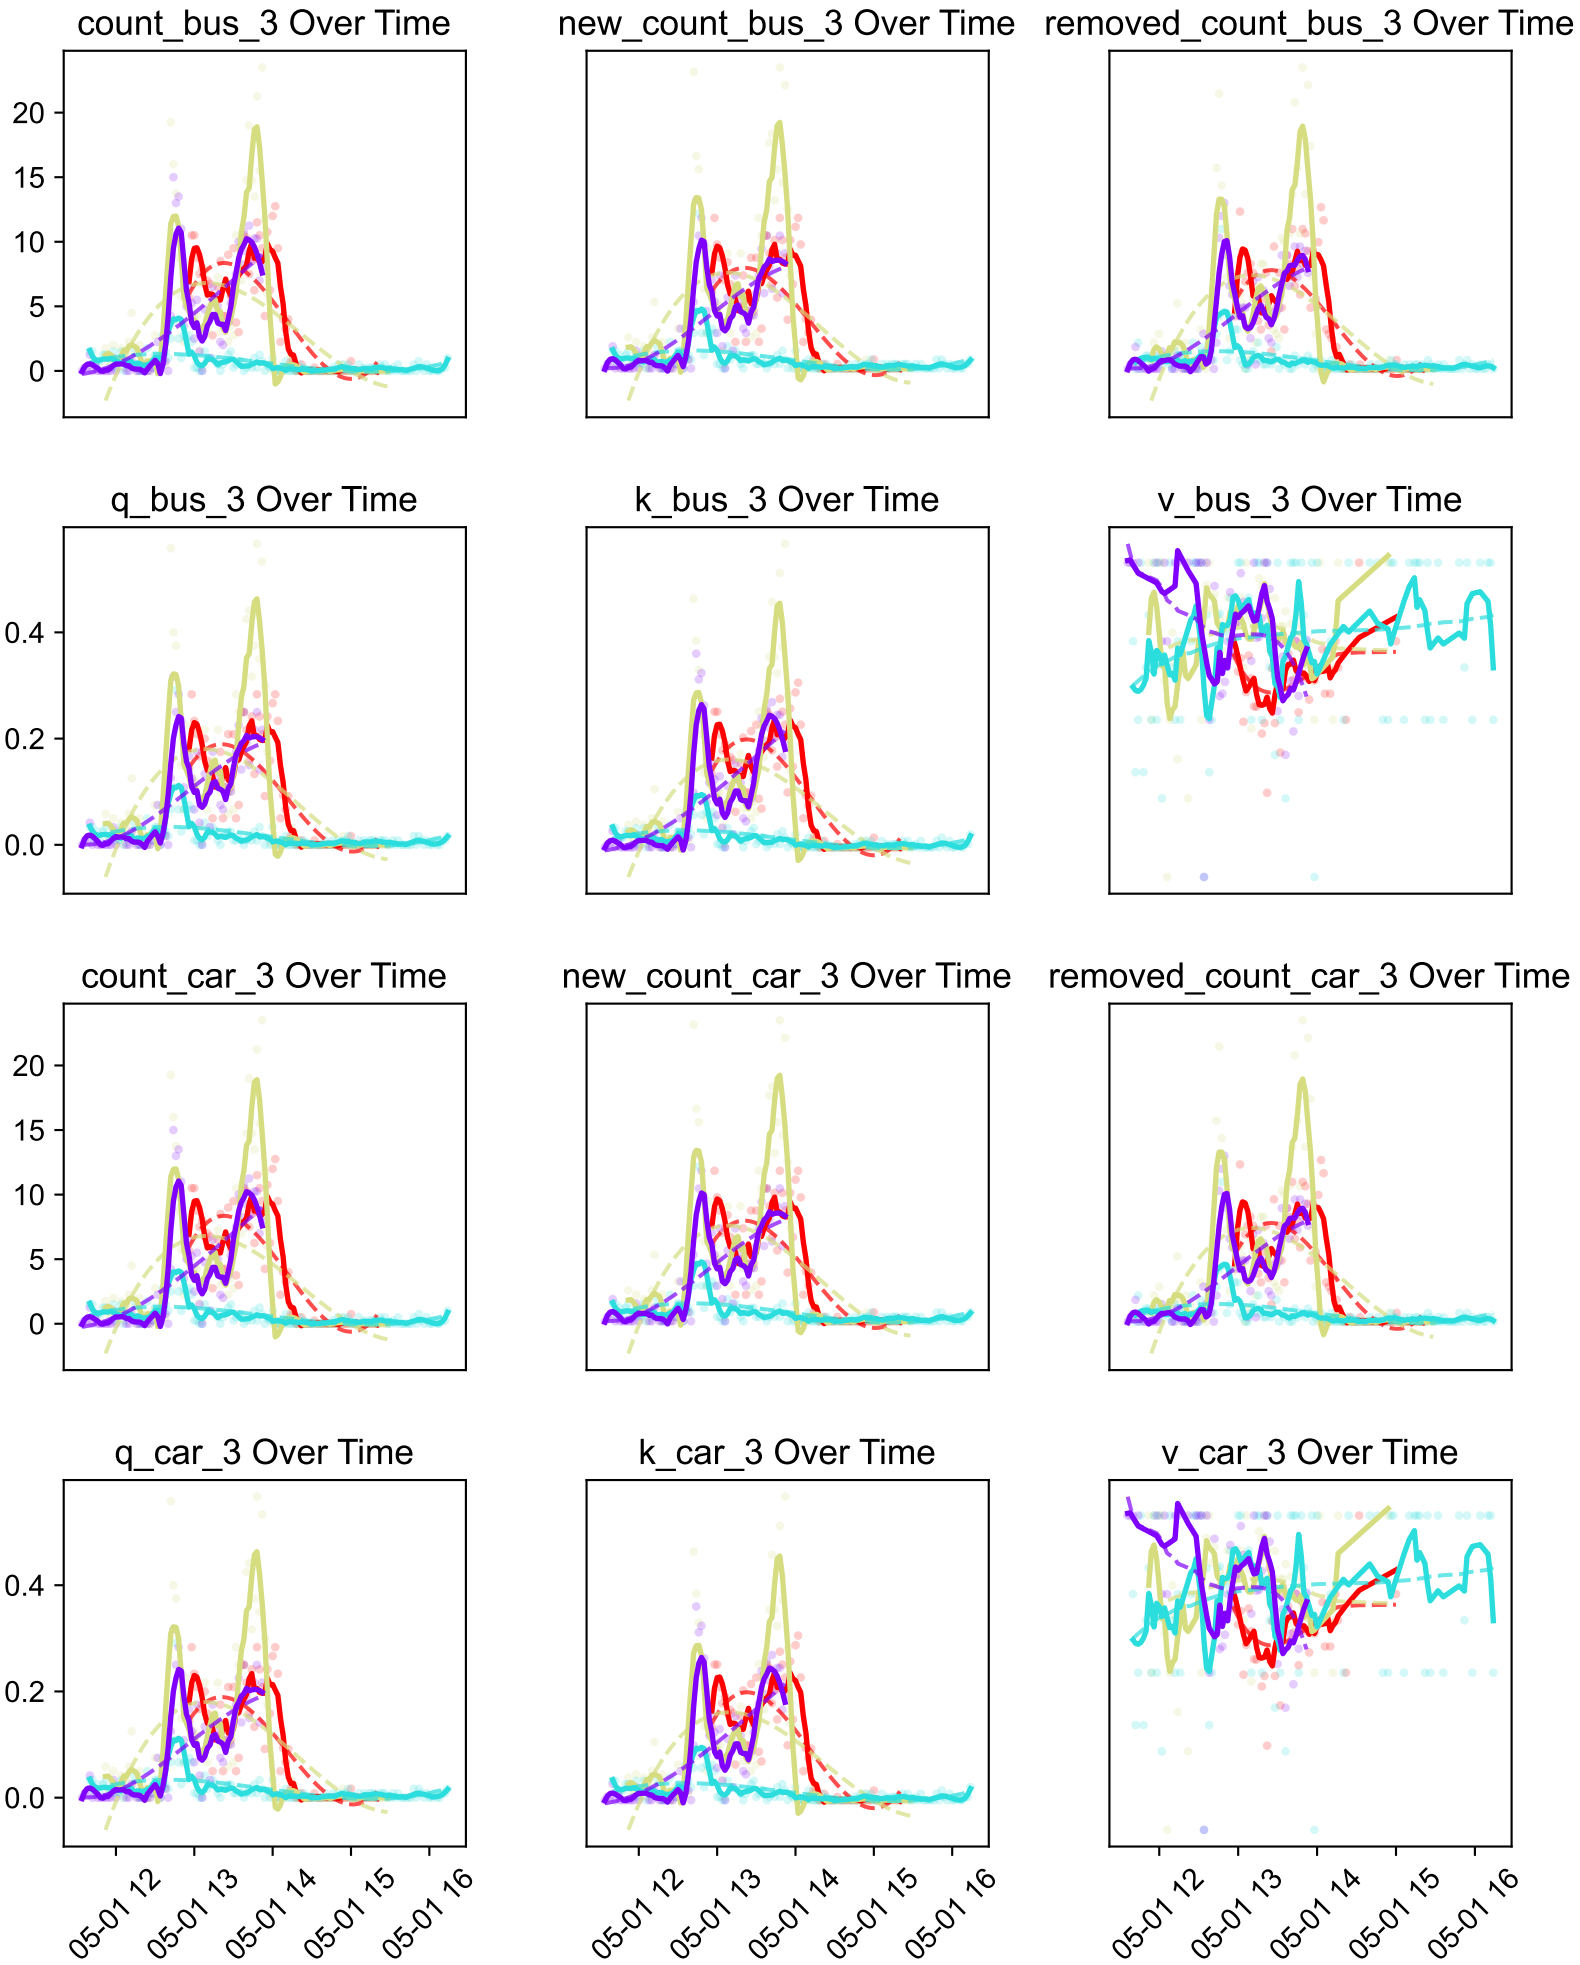 count_bus_3 Over Time
new_count_bus_3 Over Time
removed_count_bus_3 Over Time
20
15
10
5
0
q_bus_3 Over Time
k_bus_3 Over Time
v_bus_3 Over Time
0.4
0.2
0.0
count_car_3 Over Time
new_count_car_3 Over Time
removed_count_car_3 Over Time
20
15
10
5
0
q_car_3 Over Time
k_car_3 Over Time
v_car_3 Over Time
0.4
0.2
0.0
05-01 12
05-01 13
05-01 14
05-01 15
05-01 16
05-01 12
05-01 13
05-01 14
05-01 15
05-01 16
05-01 12
05-01 13
05-01 14
05-01 15
05-01 16